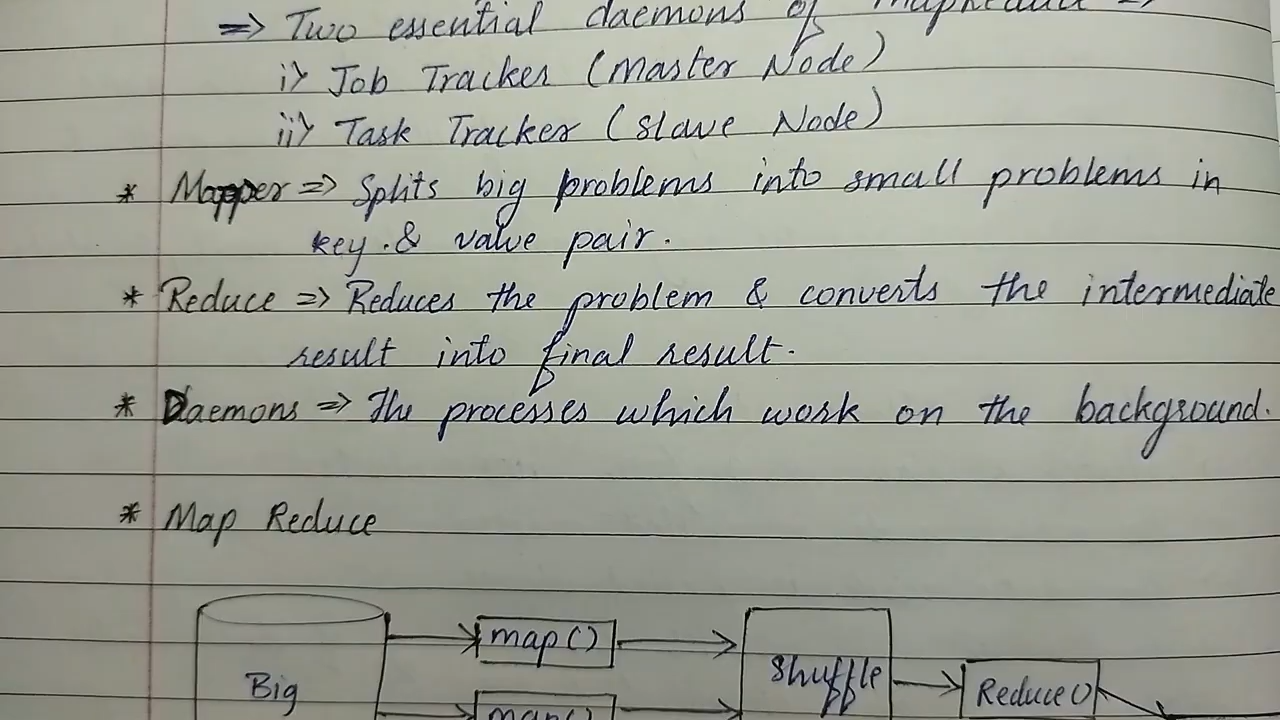 => Two essential daemons of MapReduce =>
i> Job Tracker (Master Node)
ii> Task Tracker (Slave Node)
* Mapper => Splits big problems into small problems in
key & value pair.
* Reduce => Reduces the problem & converts the intermediate
result into final result.
* Daemons => The processes which work on the background.
* Map Reduce
map()
Shuffle
Big
Reduce()
map()